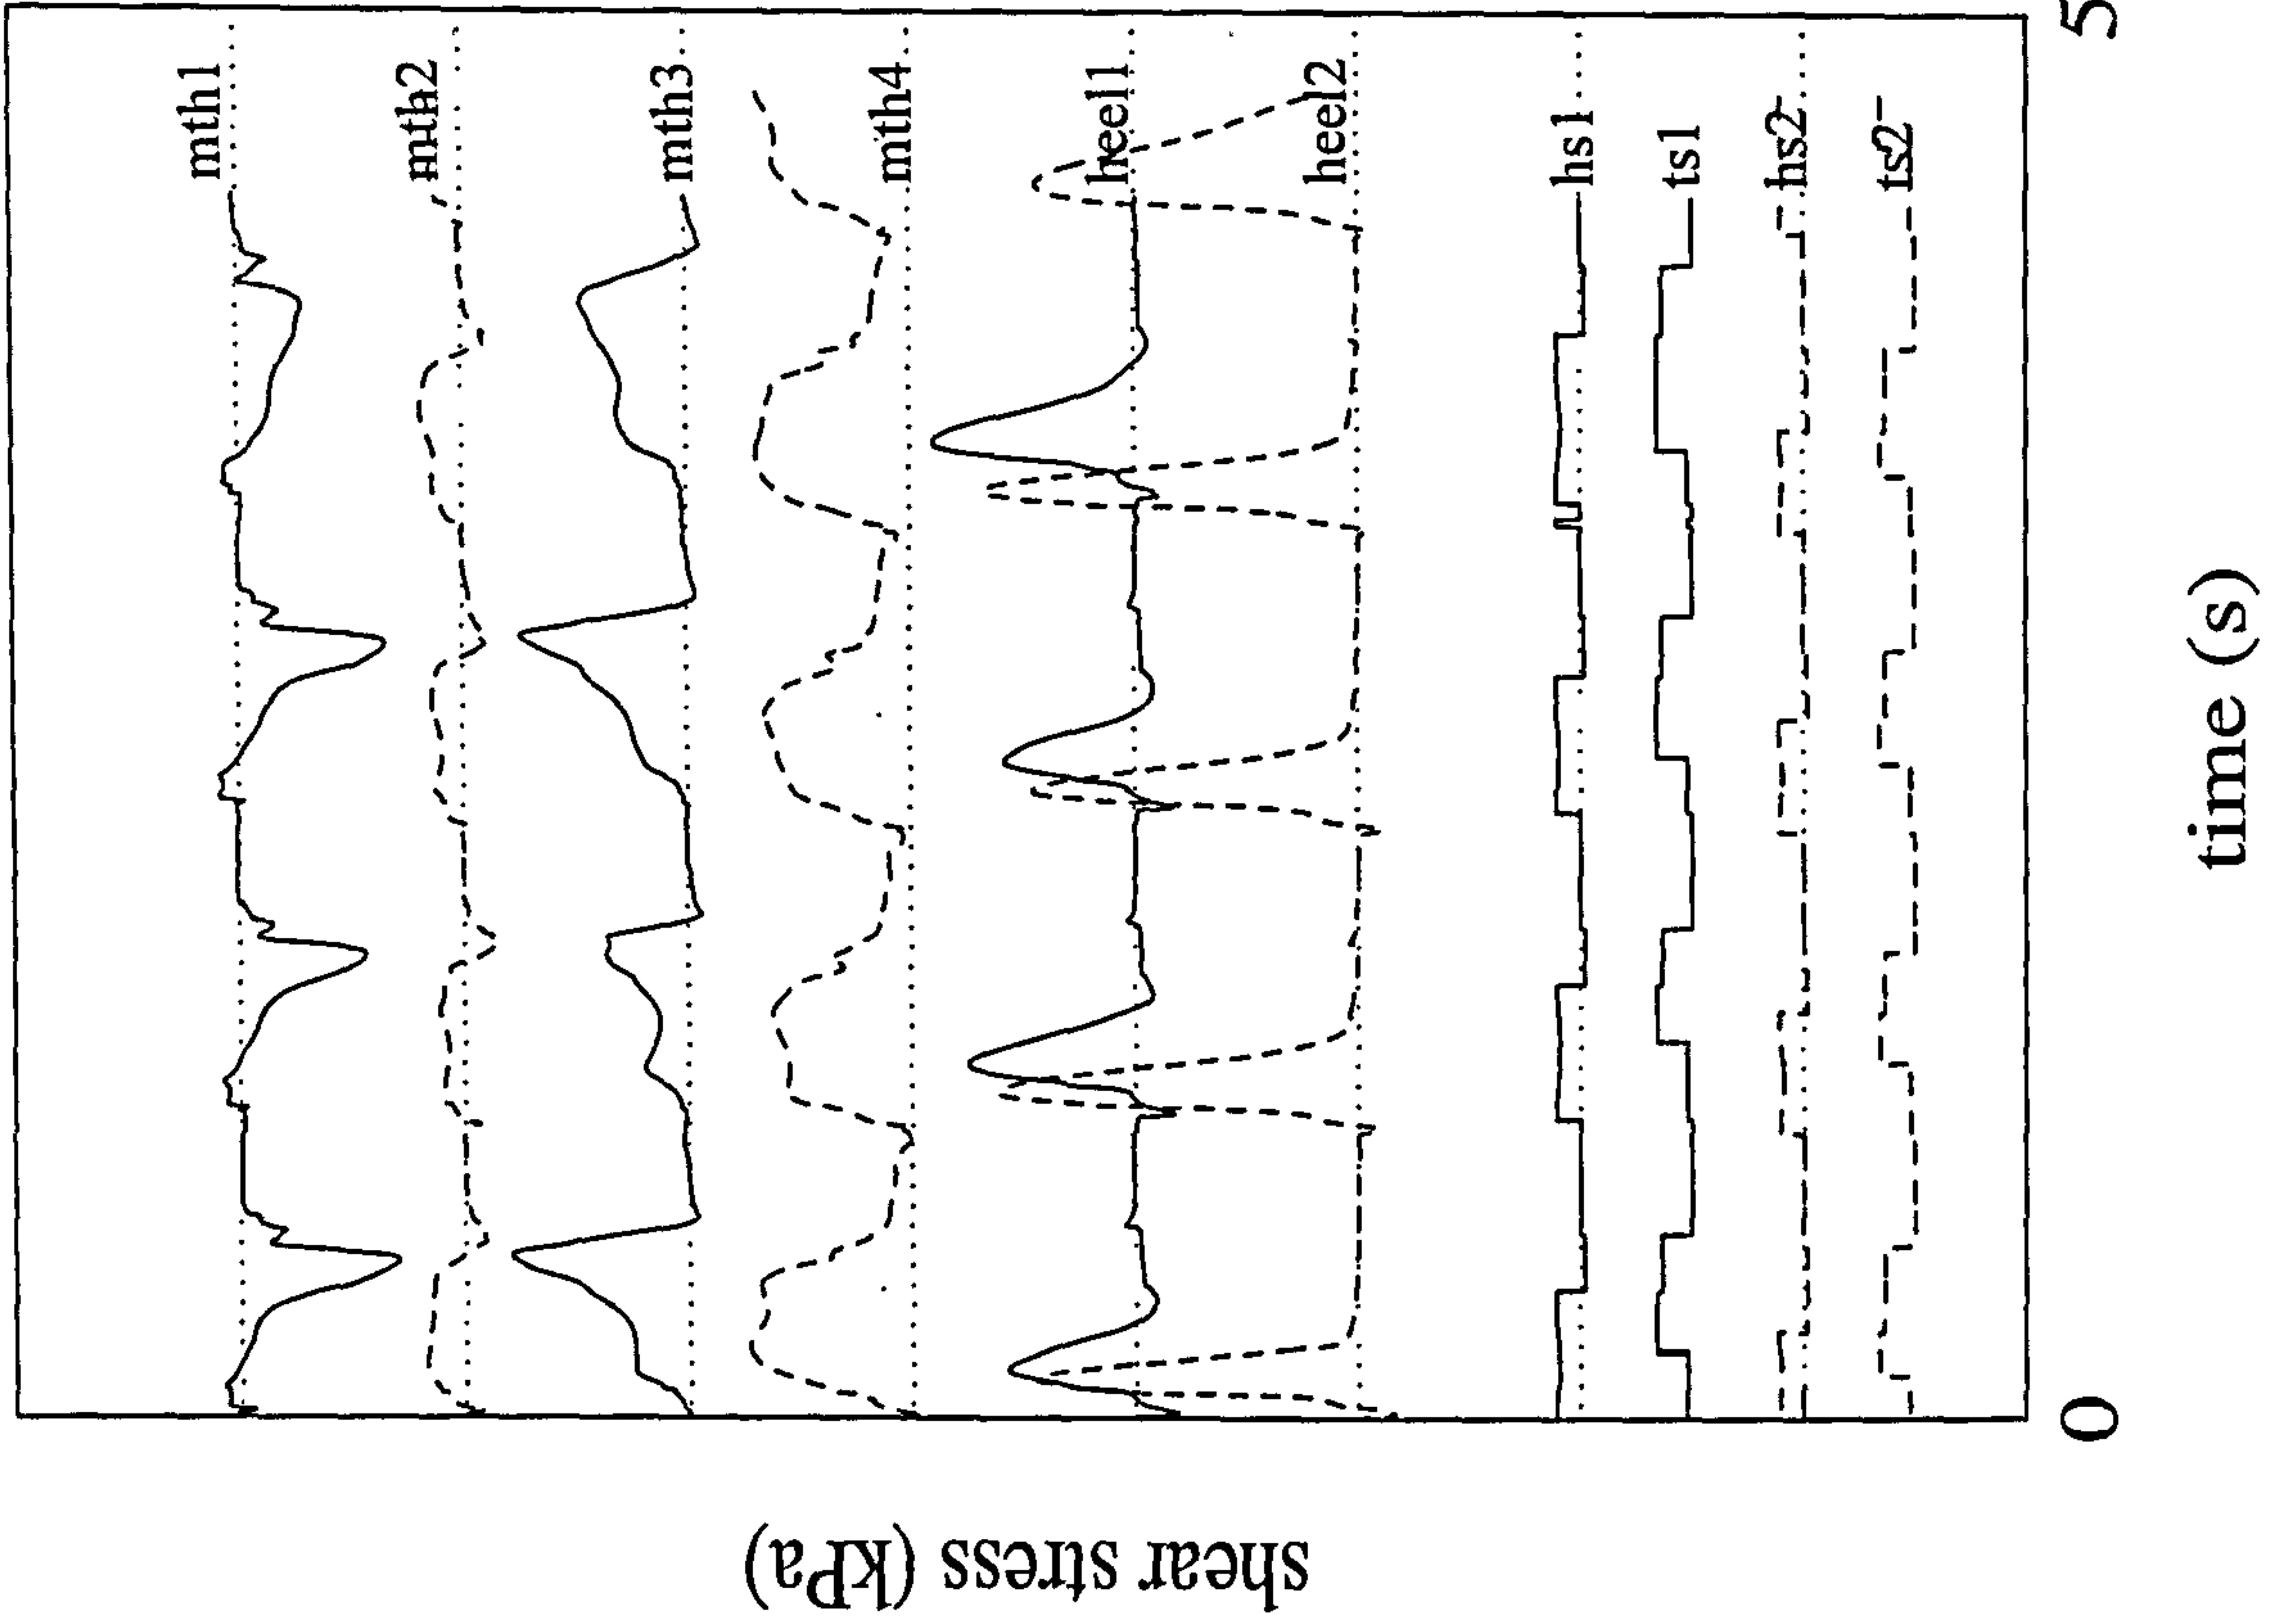 mth1
mth2
mth3
mth4
heel1
heel2
hs1
ts1
hs2
ts2
0
5
time (s)
shear stress (kPa)